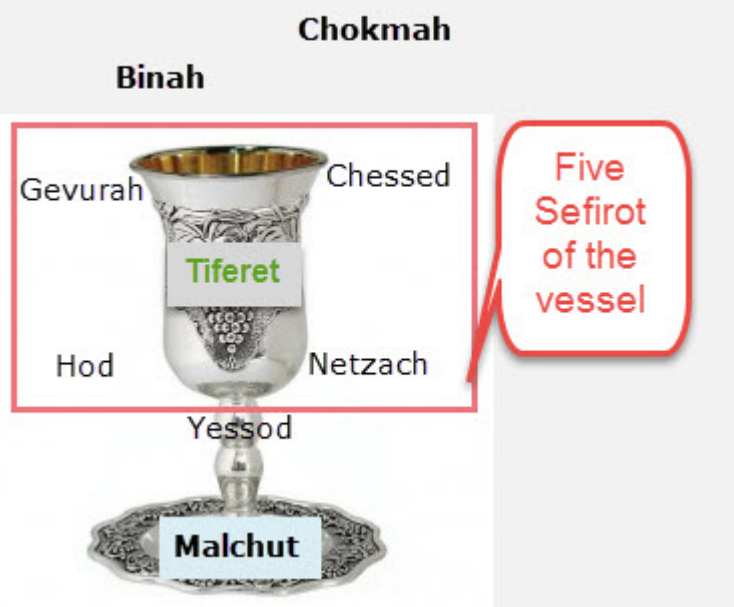 Chokmah
Binah
Gevurah
Chessed
Tiferet
Hod
Netzach
Yessod
Malchut
Five
Sefirot
of the
vessel